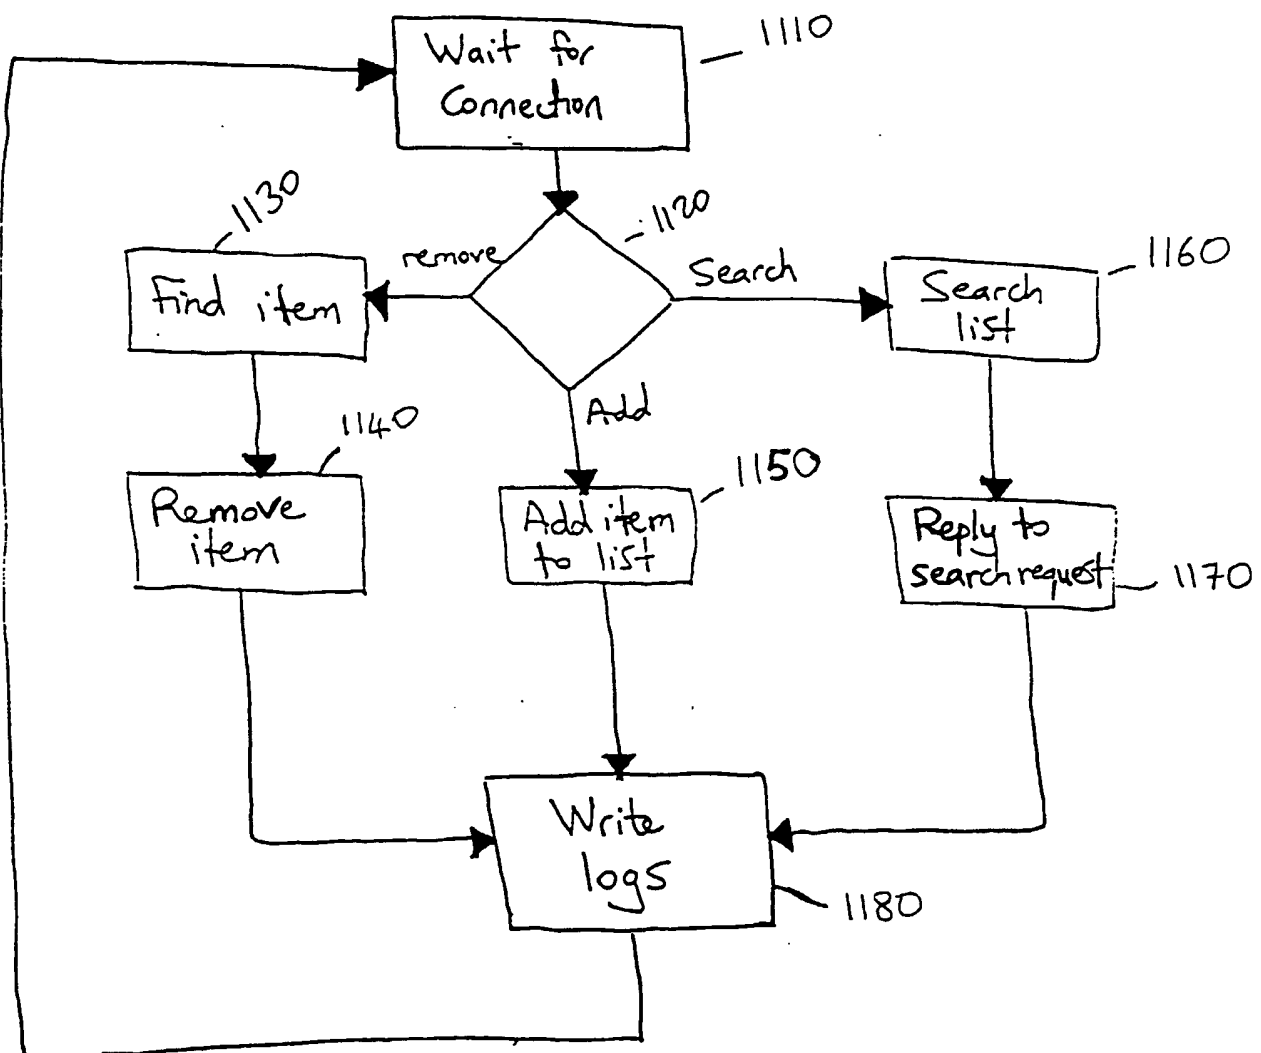 Wait for
Connection
1110
1120
1130
remove
Search
1160
Find item
Search
list
Add
1140
1150
Remove
item
Add item
to list
Reply to
search request
1170
Write
logs
1180